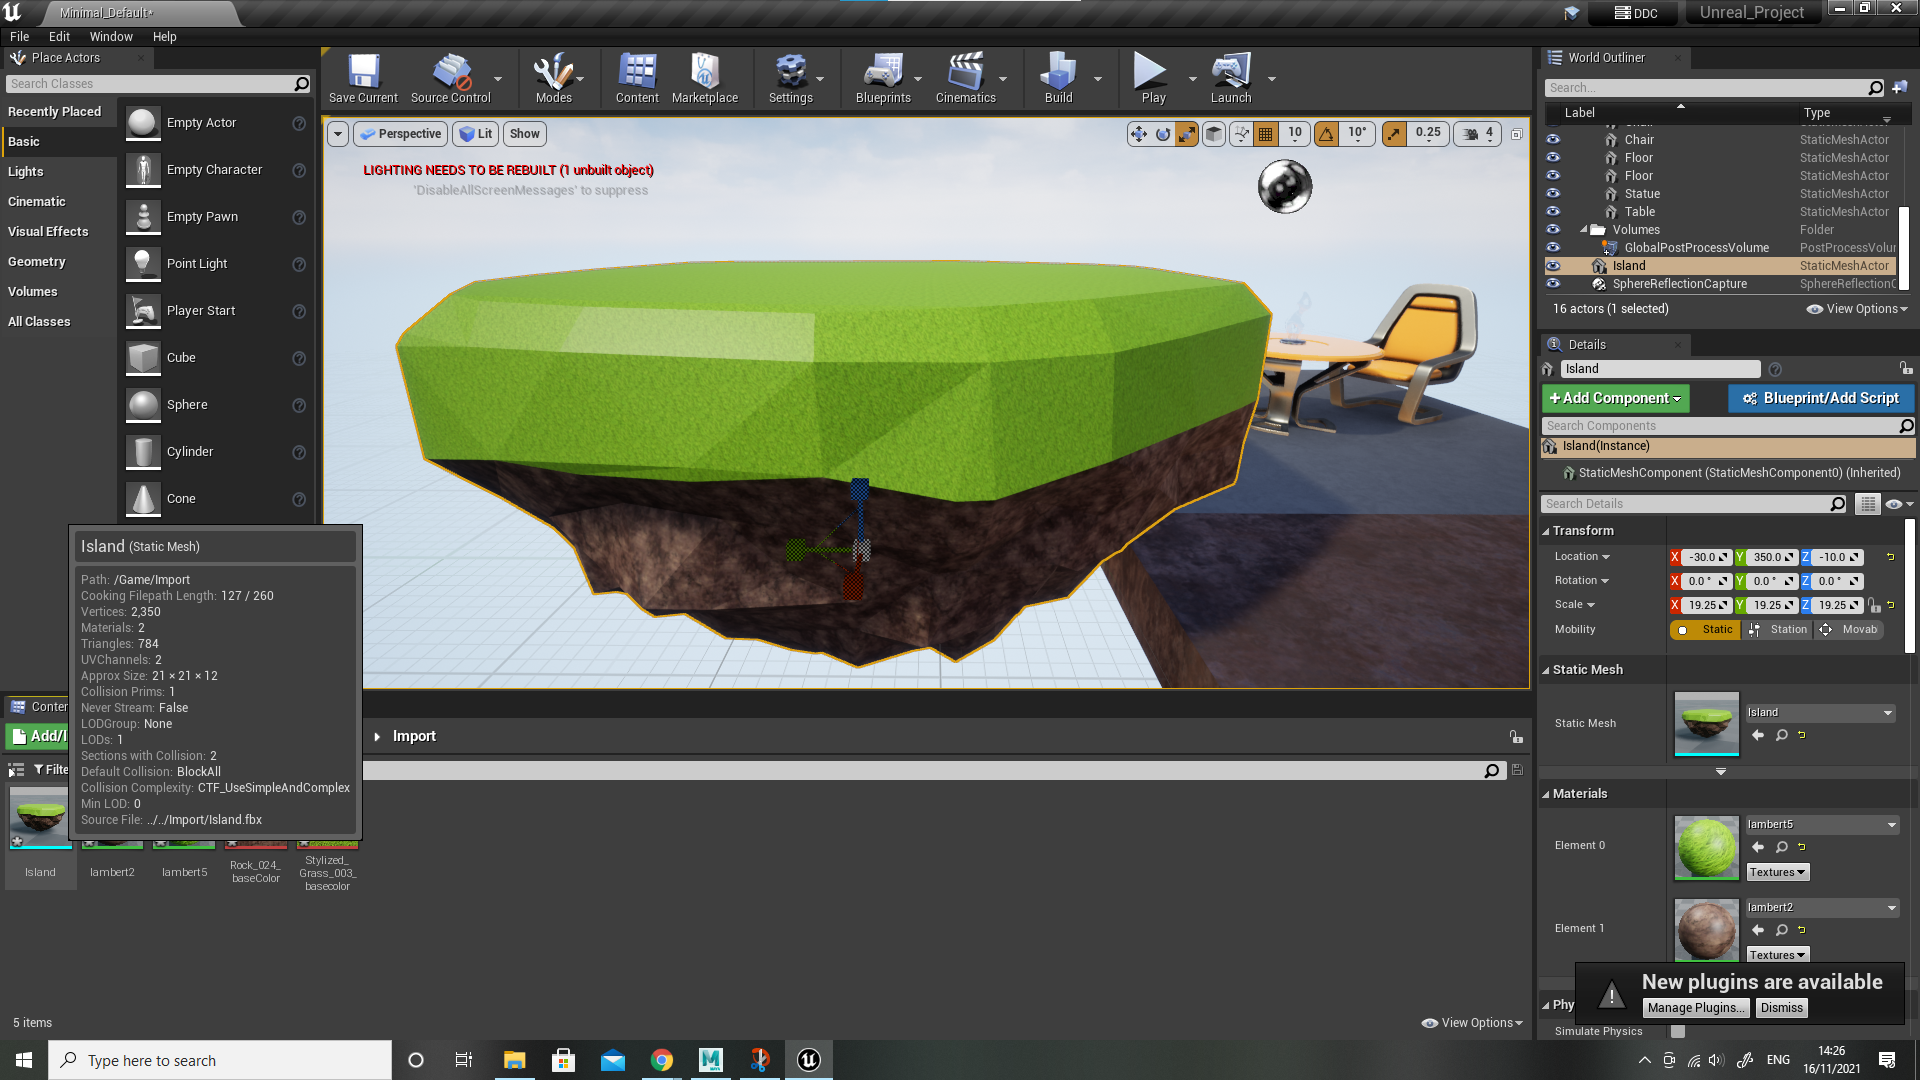 Minimal_Default*
DDC
Unreal_Project
File
Edit
Window
Help
Place Actors
Search Classes
Recently Placed
Basic
Lights
Cinematic
Visual Effects
Geometry
Volumes
All Classes
Empty Actor
Empty Character
Empty Pawn
Point Light
Player Start
Cube
Sphere
Cylinder
Cone
Save Current
Source Control
Modes
Content
Marketplace
Settings
Blueprints
Cinematics
Build
Play
Launch
Perspective
Lit
Show
10
10°
0.25
4
LIGHTING NEEDS TO BE REBUILT (1 unbuilt object)
'DisableAllScreenMessages' to suppress
World Outliner
Search...
Label
Type
Chair StaticMeshActor
Floor StaticMeshActor
Floor StaticMeshActor
Statue StaticMeshActor
Table StaticMeshActor
Volumes Folder
GlobalPostProcessVolume PostProcessVolu
Island StaticMeshActor
SphereReflectionCapture SphereReflectionC
16 actors (1 selected)
View Options
Details
Island
+Add Component
Blueprint/Add Script
Search Components
Island(Instance)
StaticMeshComponent (StaticMeshComponent0) (Inherited)
Search Details
Transform
Location X -30.0 Y 350.0 Z -10.0
Rotation X 0.0 ° Y 0.0 ° Z 0.0 °
Scale X 19.25 Y 19.25 Z 19.25
Mobility Static Station Movab
Static Mesh
Static Mesh
Island
Materials
Element 0
lambert5
Textures
Element 1
lambert2
Textures
Phy
Simulate Physics
New plugins are available
Manage Plugins...
Dismiss
Island (Static Mesh)
Path: /Game/Import
Cooking Filepath Length: 127 / 260
Vertices: 2,350
Materials: 2
Triangles: 784
UVChannels: 2
Approx Size: 21 × 21 × 12
Collision Prims: 1
Never Stream: False
LODGroup: None
LODs: 1
Sections with Collision: 2
Default Collision: BlockAll
Collision Complexity: CTF_UseSimpleAndComplex
Min LOD: 0
Source File: ../../Import/Island.fbx
Conter
Add/I
Import
Filte
Island
lambert2
lambert5
Rock_024_
baseColor
Stylized_
Grass_003_
basecolor
5 items
View Options
Type here to search
ENG
14:26
16/11/2021